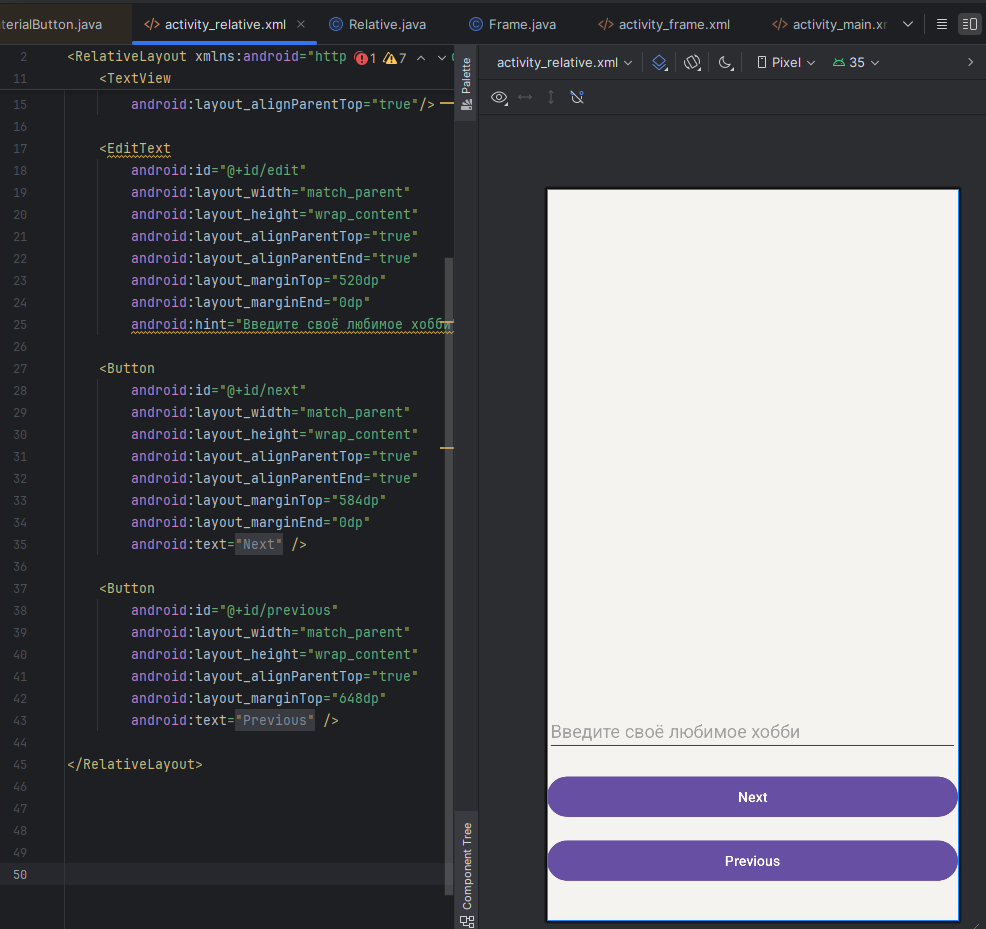 terialButton.java
activity_relative.xml
Relative.java
Frame.java
activity_frame.xml
activity_main.xm
2 <RelativeLayout xmlns:android="http 1 7
11 <TextView
15 android:layout_alignParentTop="true"/>
16
17 <EditText
18 android:id="@+id/edit"
19 android:layout_width="match_parent"
20 android:layout_height="wrap_content"
21 android:layout_alignParentTop="true"
22 android:layout_alignParentEnd="true"
23 android:layout_marginTop="520dp"
24 android:layout_marginEnd="0dp"
25 android:hint="Введите своё любимое хобби
26
27 <Button
28 android:id="@+id/next"
29 android:layout_width="match_parent"
30 android:layout_height="wrap_content"
31 android:layout_alignParentTop="true"
32 android:layout_alignParentEnd="true"
33 android:layout_marginTop="584dp"
34 android:layout_marginEnd="0dp"
35 android:text="Next" />
36
37 <Button
38 android:id="@+id/previous"
39 android:layout_width="match_parent"
40 android:layout_height="wrap_content"
41 android:layout_alignParentTop="true"
42 android:layout_marginTop="648dp"
43 android:text="Previous" />
44
45 </RelativeLayout>
46
47
48
49
50
Palette
Component Tree
activity_relative.xml
Pixel
35
Введите своё любимое хобби
Next
Previous